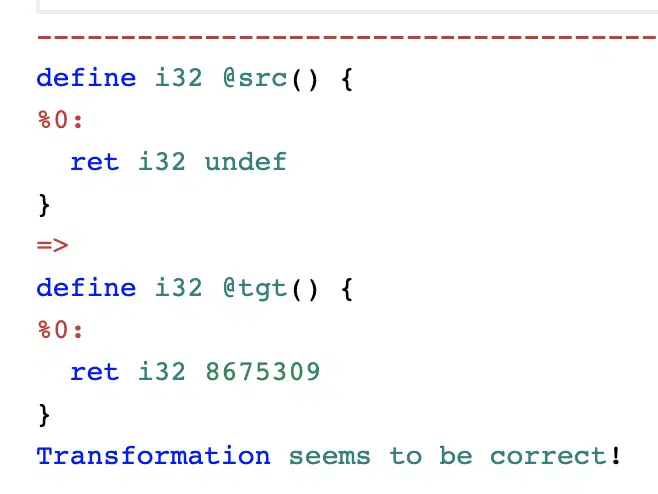 ------------------------------------
define i32 @src() {
%0:
  ret i32 undef
}
=>
define i32 @tgt() {
%0:
  ret i32 8675309
}
Transformation seems to be correct!